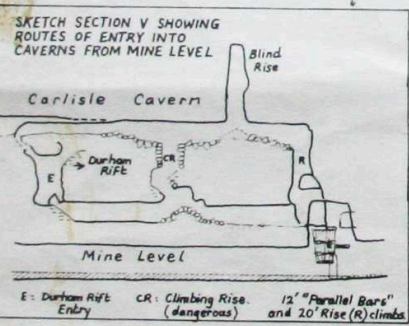 SKETCH SECTION V SHOWING
ROUTES OF ENTRY INTO
CAVERNS FROM MINE LEVEL
Blind
Rise
Carlisle Cavern
Durham
Rift
E
CR
R
Mine Level
E: Durham Rift
Entry
CR: Climbing Rise.
(dangerous)
12' "Parallel Bars"
and 20' Rise (R) climbs